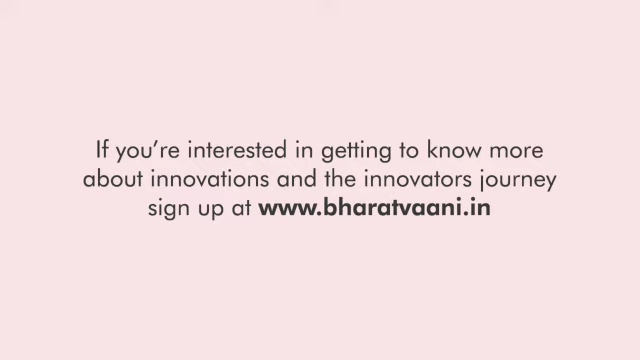 If you’re interested in getting to know more
about innovations and the innovators journey
sign up at www.bharatvaani.in